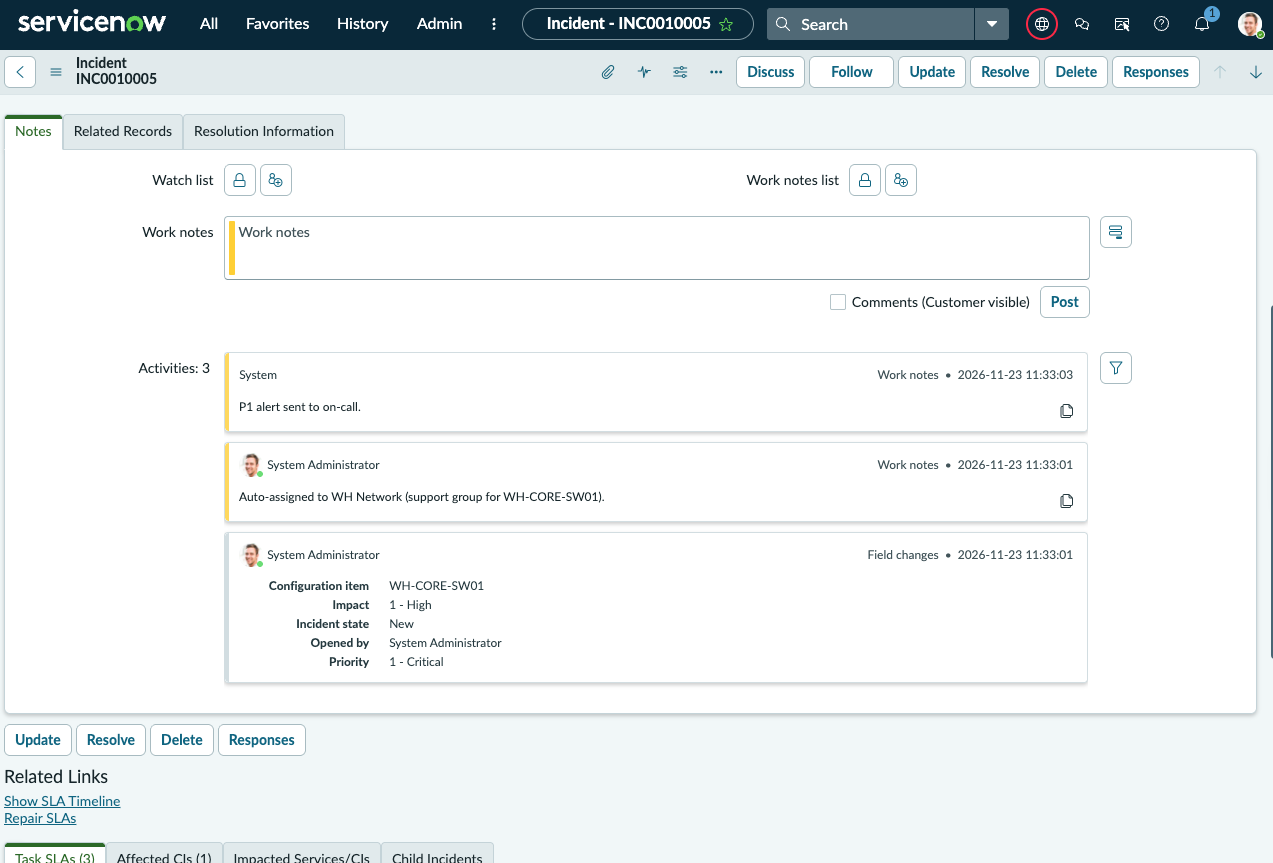 servicenow All Favorites History Admin Incident - INC0010005 Search 1
Incident
INC0010005
Discuss Follow Update Resolve Delete Responses
Notes Related Records Resolution Information
Watch list Work notes list
Work notes Work notes
Comments (Customer visible) Post
Activities: 3
System Work notes • 2026-11-23 11:33:03
P1 alert sent to on-call.
System Administrator Work notes • 2026-11-23 11:33:01
Auto-assigned to WH Network (support group for WH-CORE-SW01).
System Administrator Field changes • 2026-11-23 11:33:01
Configuration item WH-CORE-SW01
Impact 1 - High
Incident state New
Opened by System Administrator
Priority 1 - Critical
Update Resolve Delete Responses
Related Links
Show SLA Timeline
Repair SLAs
Task SLAs (3) Affected CIs (1) Impacted Services/CIs Child Incidents